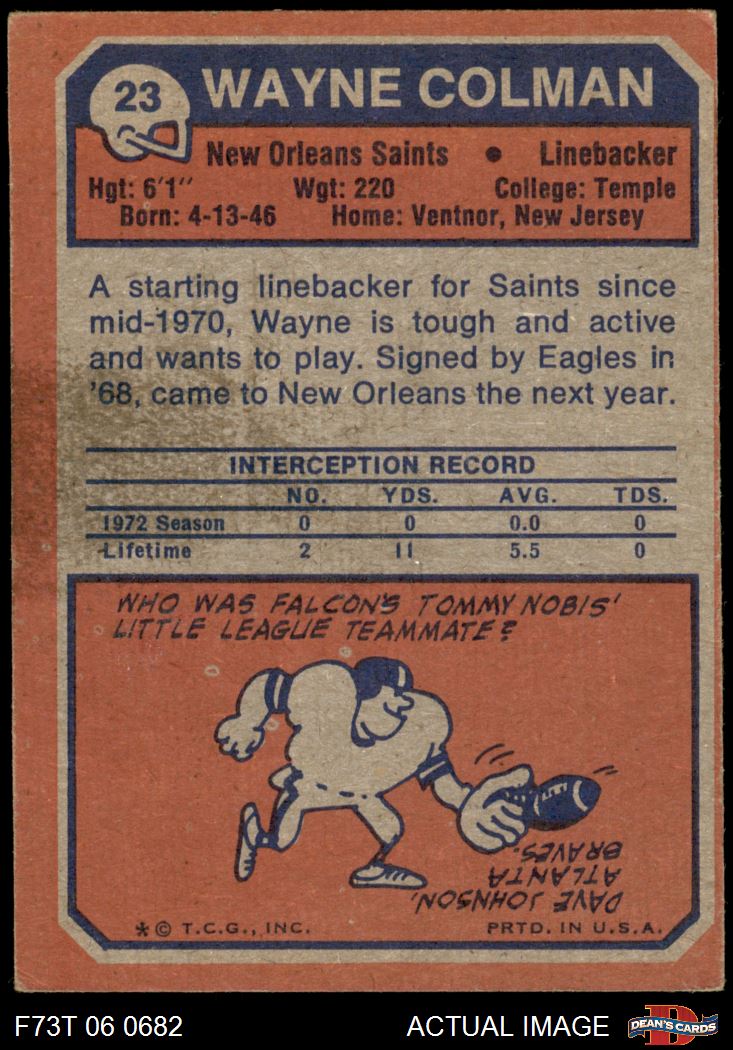 23
WAYNE COLMAN
New Orleans Saints • Linebacker
Hgt: 6'1" Wgt: 220 College: Temple
Born: 4-13-46 Home: Ventnor, New Jersey
A starting linebacker for Saints since
mid-1970, Wayne is tough and active
and wants to play. Signed by Eagles in
'68, came to New Orleans the next year.
INTERCEPTION RECORD
NO. YDS. AVG. TDS.
1972 Season 0 0 0.0 0
Lifetime 2 11 5.5 0
WHO WAS FALCON'S TOMMY NOBIS'
LITTLE LEAGUE TEAMMATE?
DAVE JOHNSON,
ATLANTA
BRAVES.
* © T.C.G., INC. PRTD. IN U.S.A.
F73T 06 0682 ACTUAL IMAGE D DEAN'S CARDS